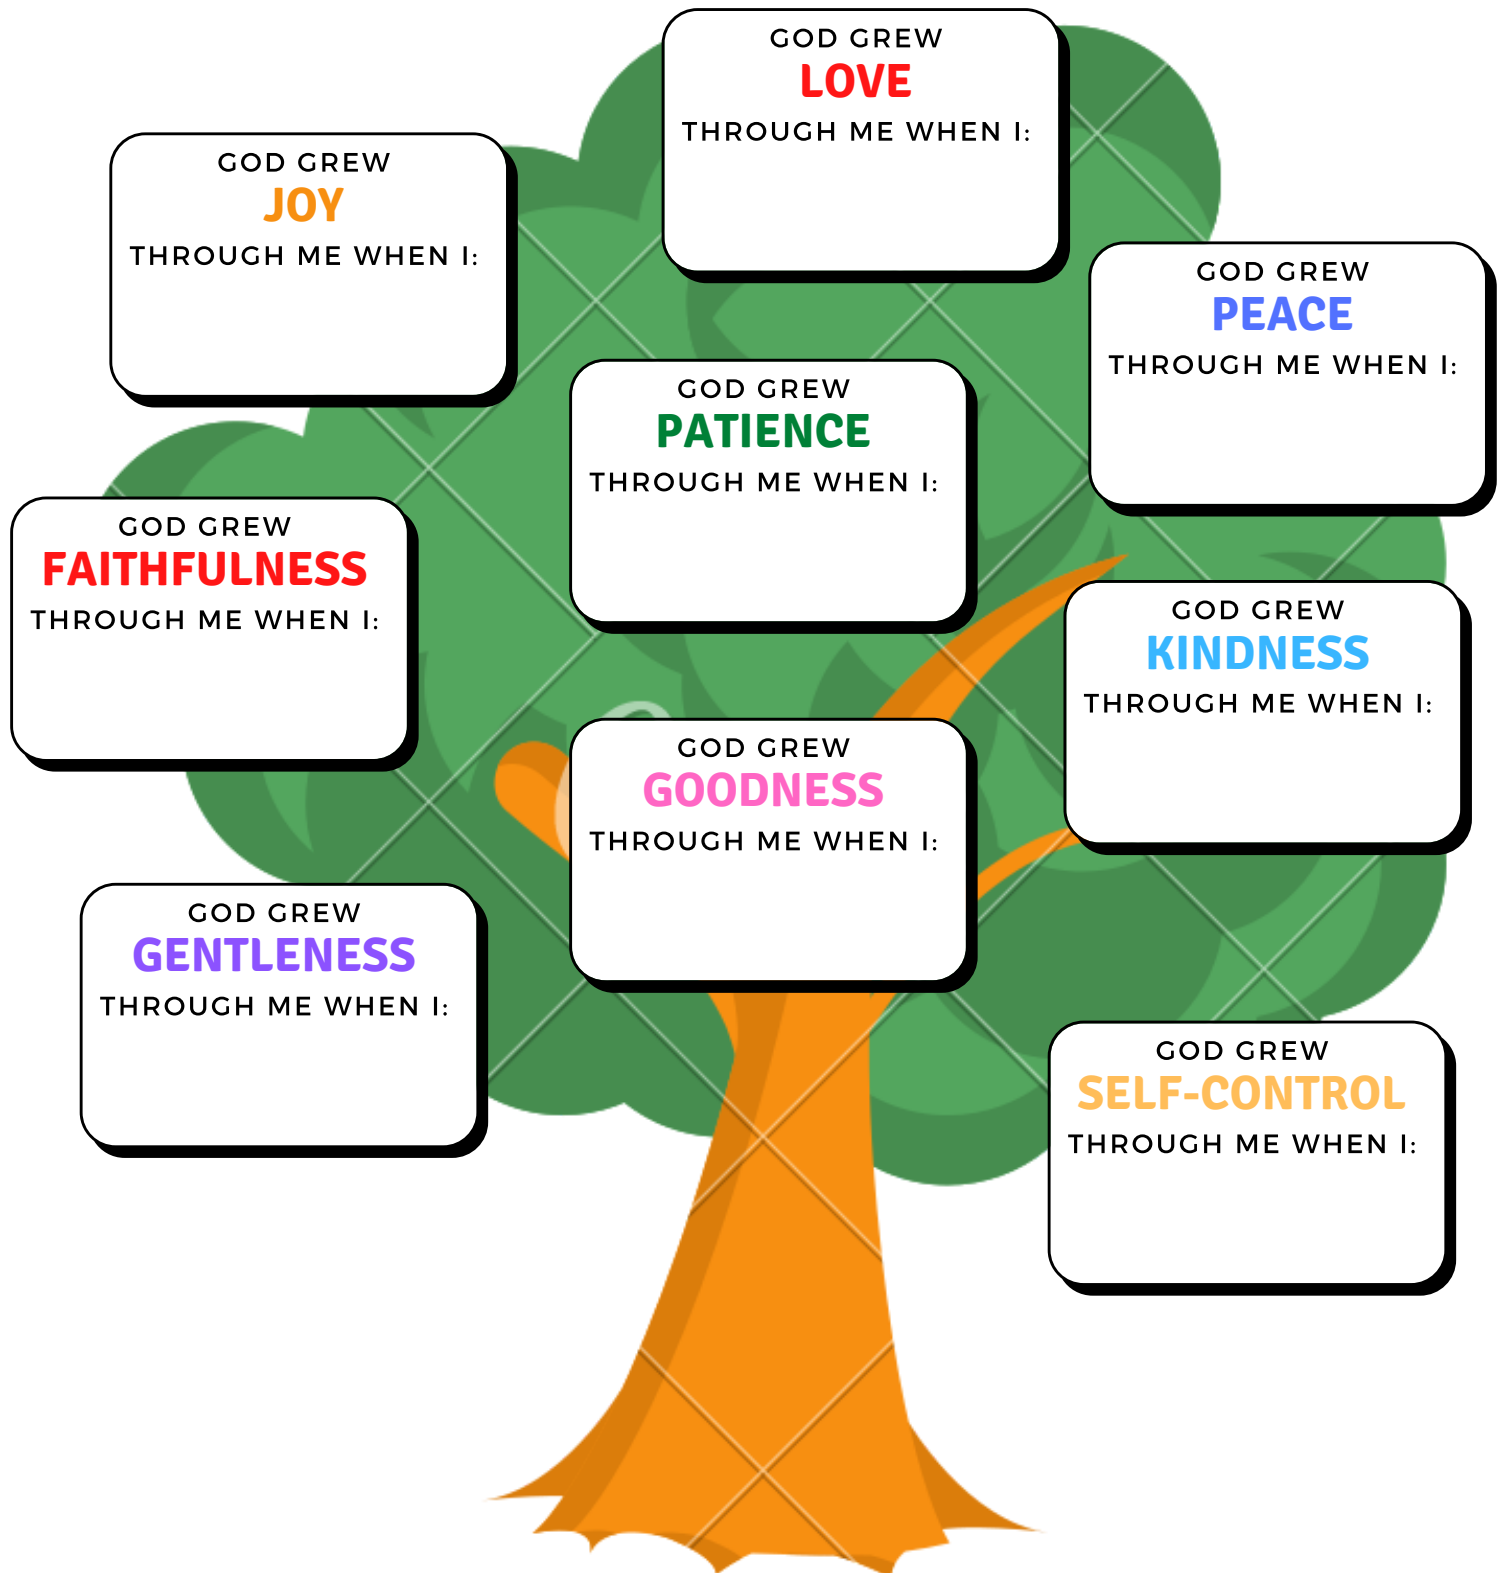 GOD GREW
LOVE
THROUGH ME WHEN I:
GOD GREW
JOY
THROUGH ME WHEN I:
GOD GREW
PEACE
THROUGH ME WHEN I:
GOD GREW
PATIENCE
THROUGH ME WHEN I:
GOD GREW
FAITHFULNESS
THROUGH ME WHEN I:
GOD GREW
KINDNESS
THROUGH ME WHEN I:
GOD GREW
GOODNESS
THROUGH ME WHEN I:
GOD GREW
GENTLENESS
THROUGH ME WHEN I:
GOD GREW
SELF-CONTROL
THROUGH ME WHEN I: